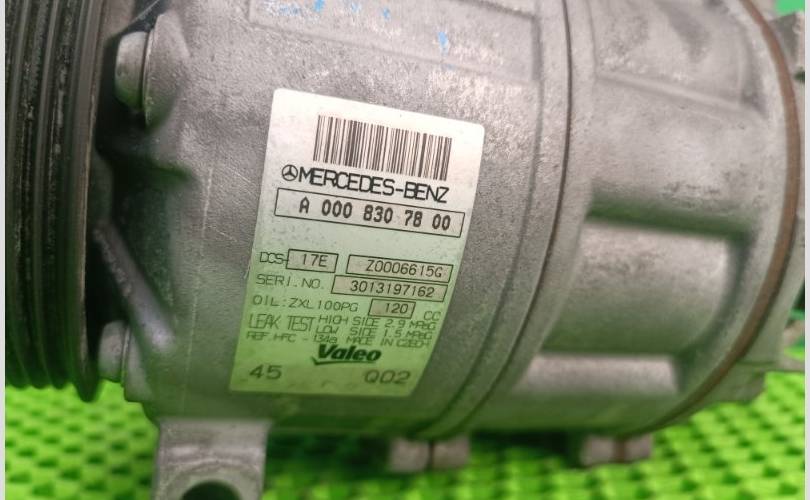 MERCEDES-BENZ
A 000 830 78 00
DCS-17E Z0006615G
SERI.NO. 3013197162
OIL:ZXL100PG 120 CC
LEAK TEST HIGH SIDE 2.9 MPaG
LOW SIDE 1.5 MPaG
REF. HFC - 134a MADE IN CZECH
Valeo
45 Q02